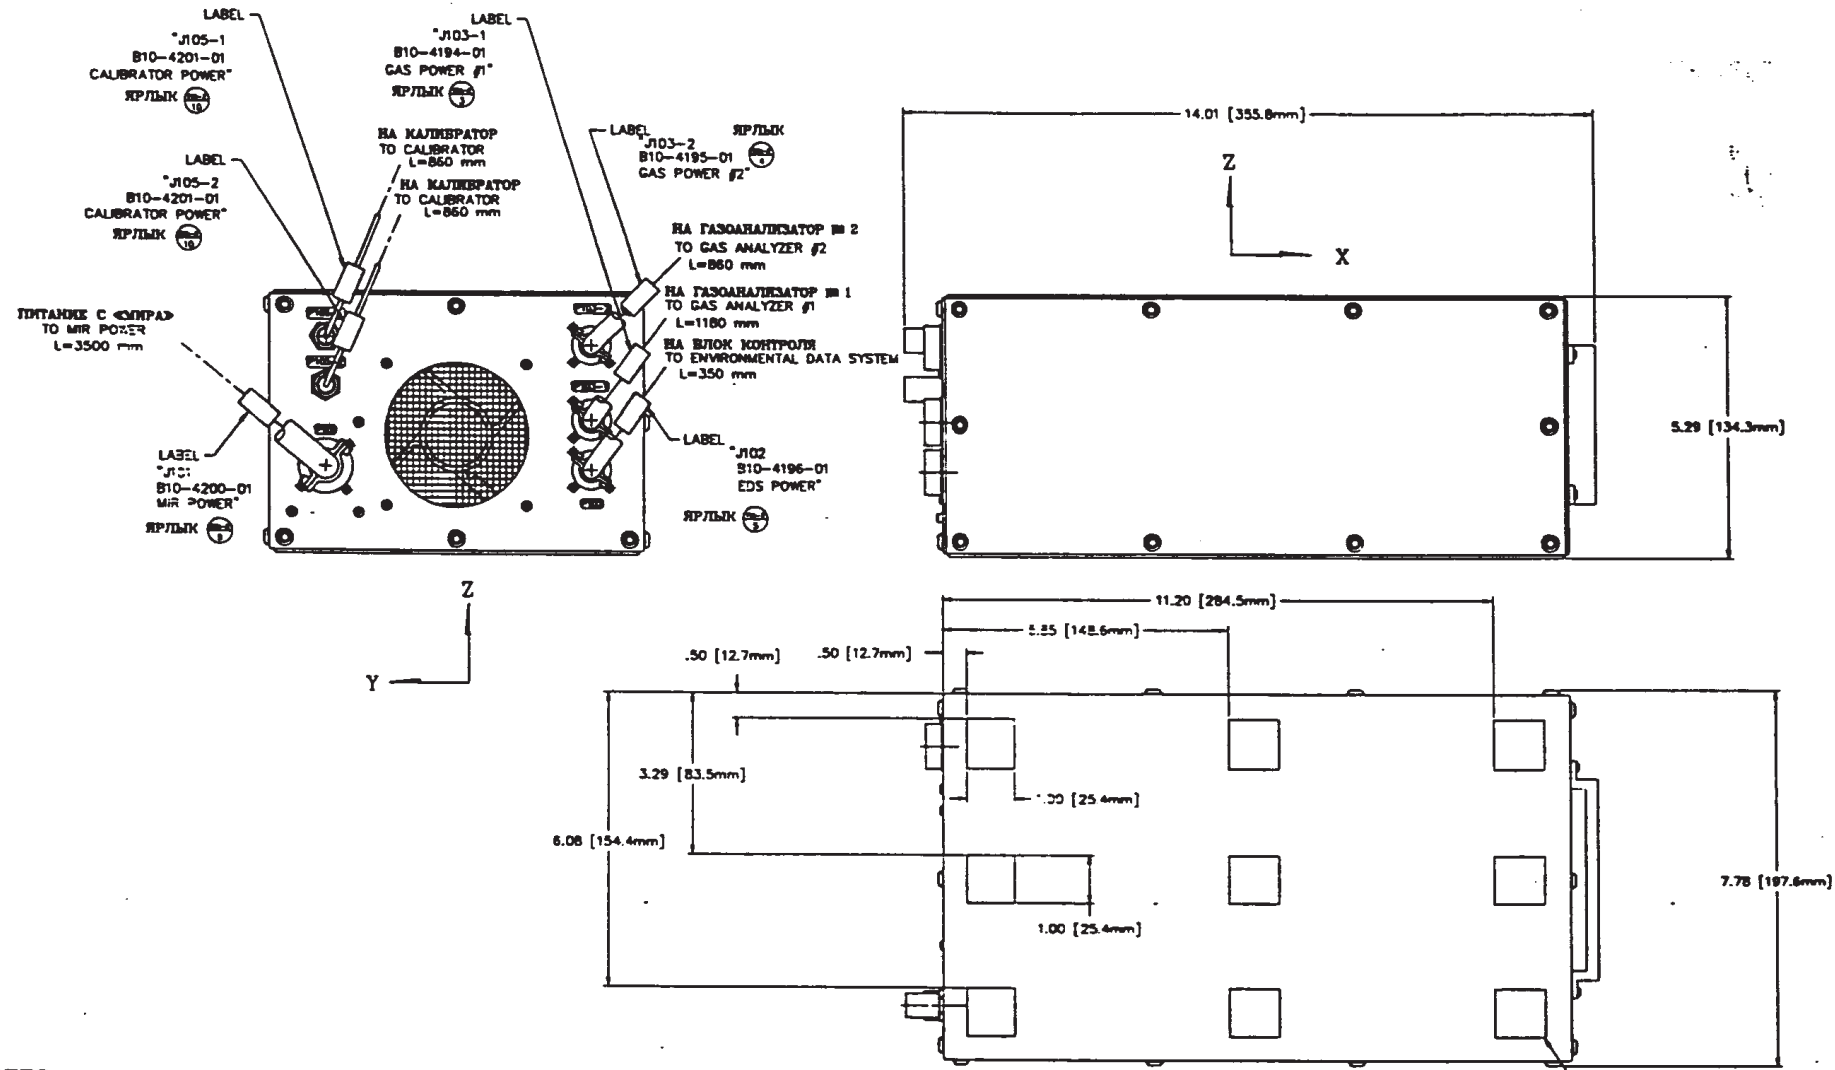 LABEL
"J105-1
B10-4201-01
CALIBRATOR POWER"
ЯРЛЫК
10
LABEL
"J103-1
B10-4194-01
GAS POWER #1"
ЯРЛЫК
3
НА КАЛИБРАТОР
TO CALIBRATOR
L=860 mm
LABEL
"J103-2
B10-4195-01
GAS POWER #2"
ЯРЛЫК
4
LABEL
"J105-2
B10-4201-01
CALIBRATOR POWER"
ЯРЛЫК
10
НА КАЛИБРАТОР
TO CALIBRATOR
L=860 mm
НА ГАЗОАНАЛИЗАТОР № 2
TO GAS ANALYZER #2
L=860 mm
НА ГАЗОАНАЛИЗАТОР № 1
TO GAS ANALYZER #1
L=1180 mm
НА БЛОК КОНТРОЛЯ
TO ENVIRONMENTAL DATA SYSTEM
L=350 mm
ПИТАНИЕ С «МИРА»
TO MIR POWER
L=3500 mm
LABEL
B10-4200-01
MIR POWER"
ЯРЛЫК
LABEL
"J102
B10-4196-01
EDS POWER"
ЯРЛЫК
5
Z
Y
14.01 [355.8mm]
Z
X
5.29 [134.3mm]
11.20 [284.5mm]
[148.6mm]
.50 [12.7mm]
.50 [12.7mm]
3.29 [83.5mm]
[25.4mm]
6.08 [154.4mm]
1.00 [25.4mm]
7.78 [197.6mm]